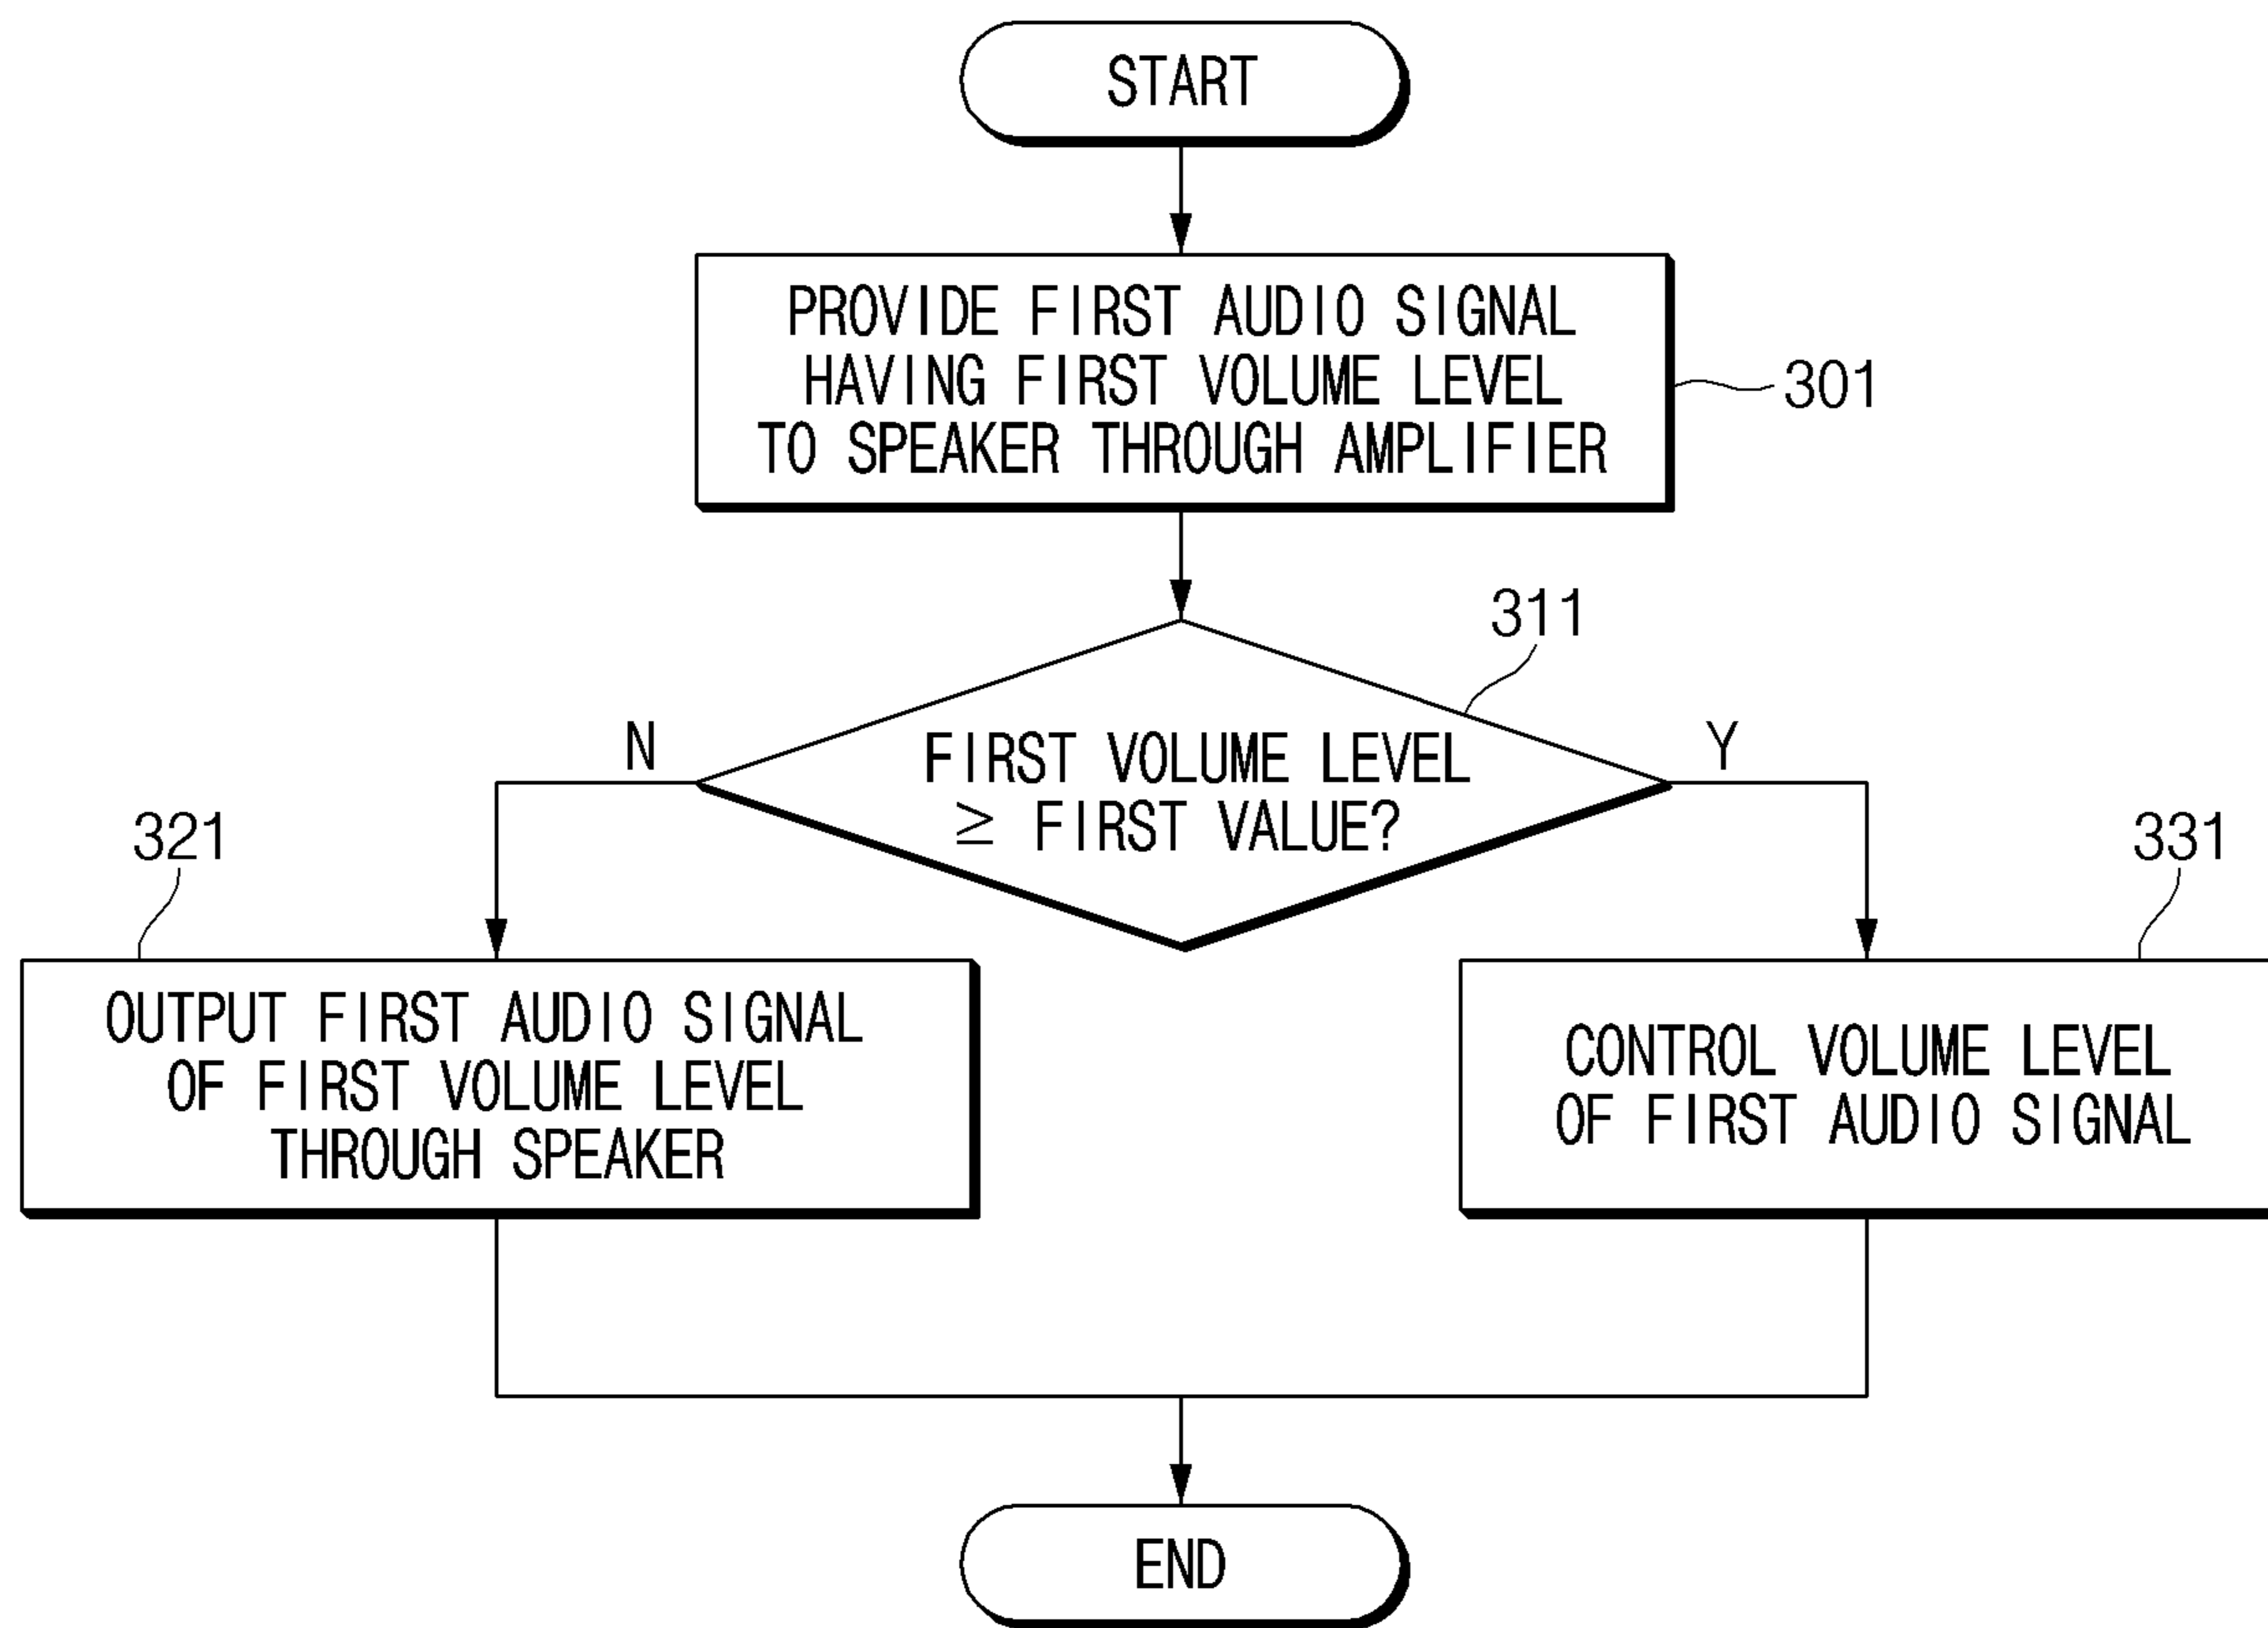 START
PROVIDE FIRST AUDIO SIGNAL
HAVING FIRST VOLUME LEVEL
TO SPEAKER THROUGH AMPLIFIER
301
311
FIRST VOLUME LEVEL
≥ FIRST VALUE?
N
Y
321
OUTPUT FIRST AUDIO SIGNAL
OF FIRST VOLUME LEVEL
THROUGH SPEAKER
331
CONTROL VOLUME LEVEL
OF FIRST AUDIO SIGNAL
END